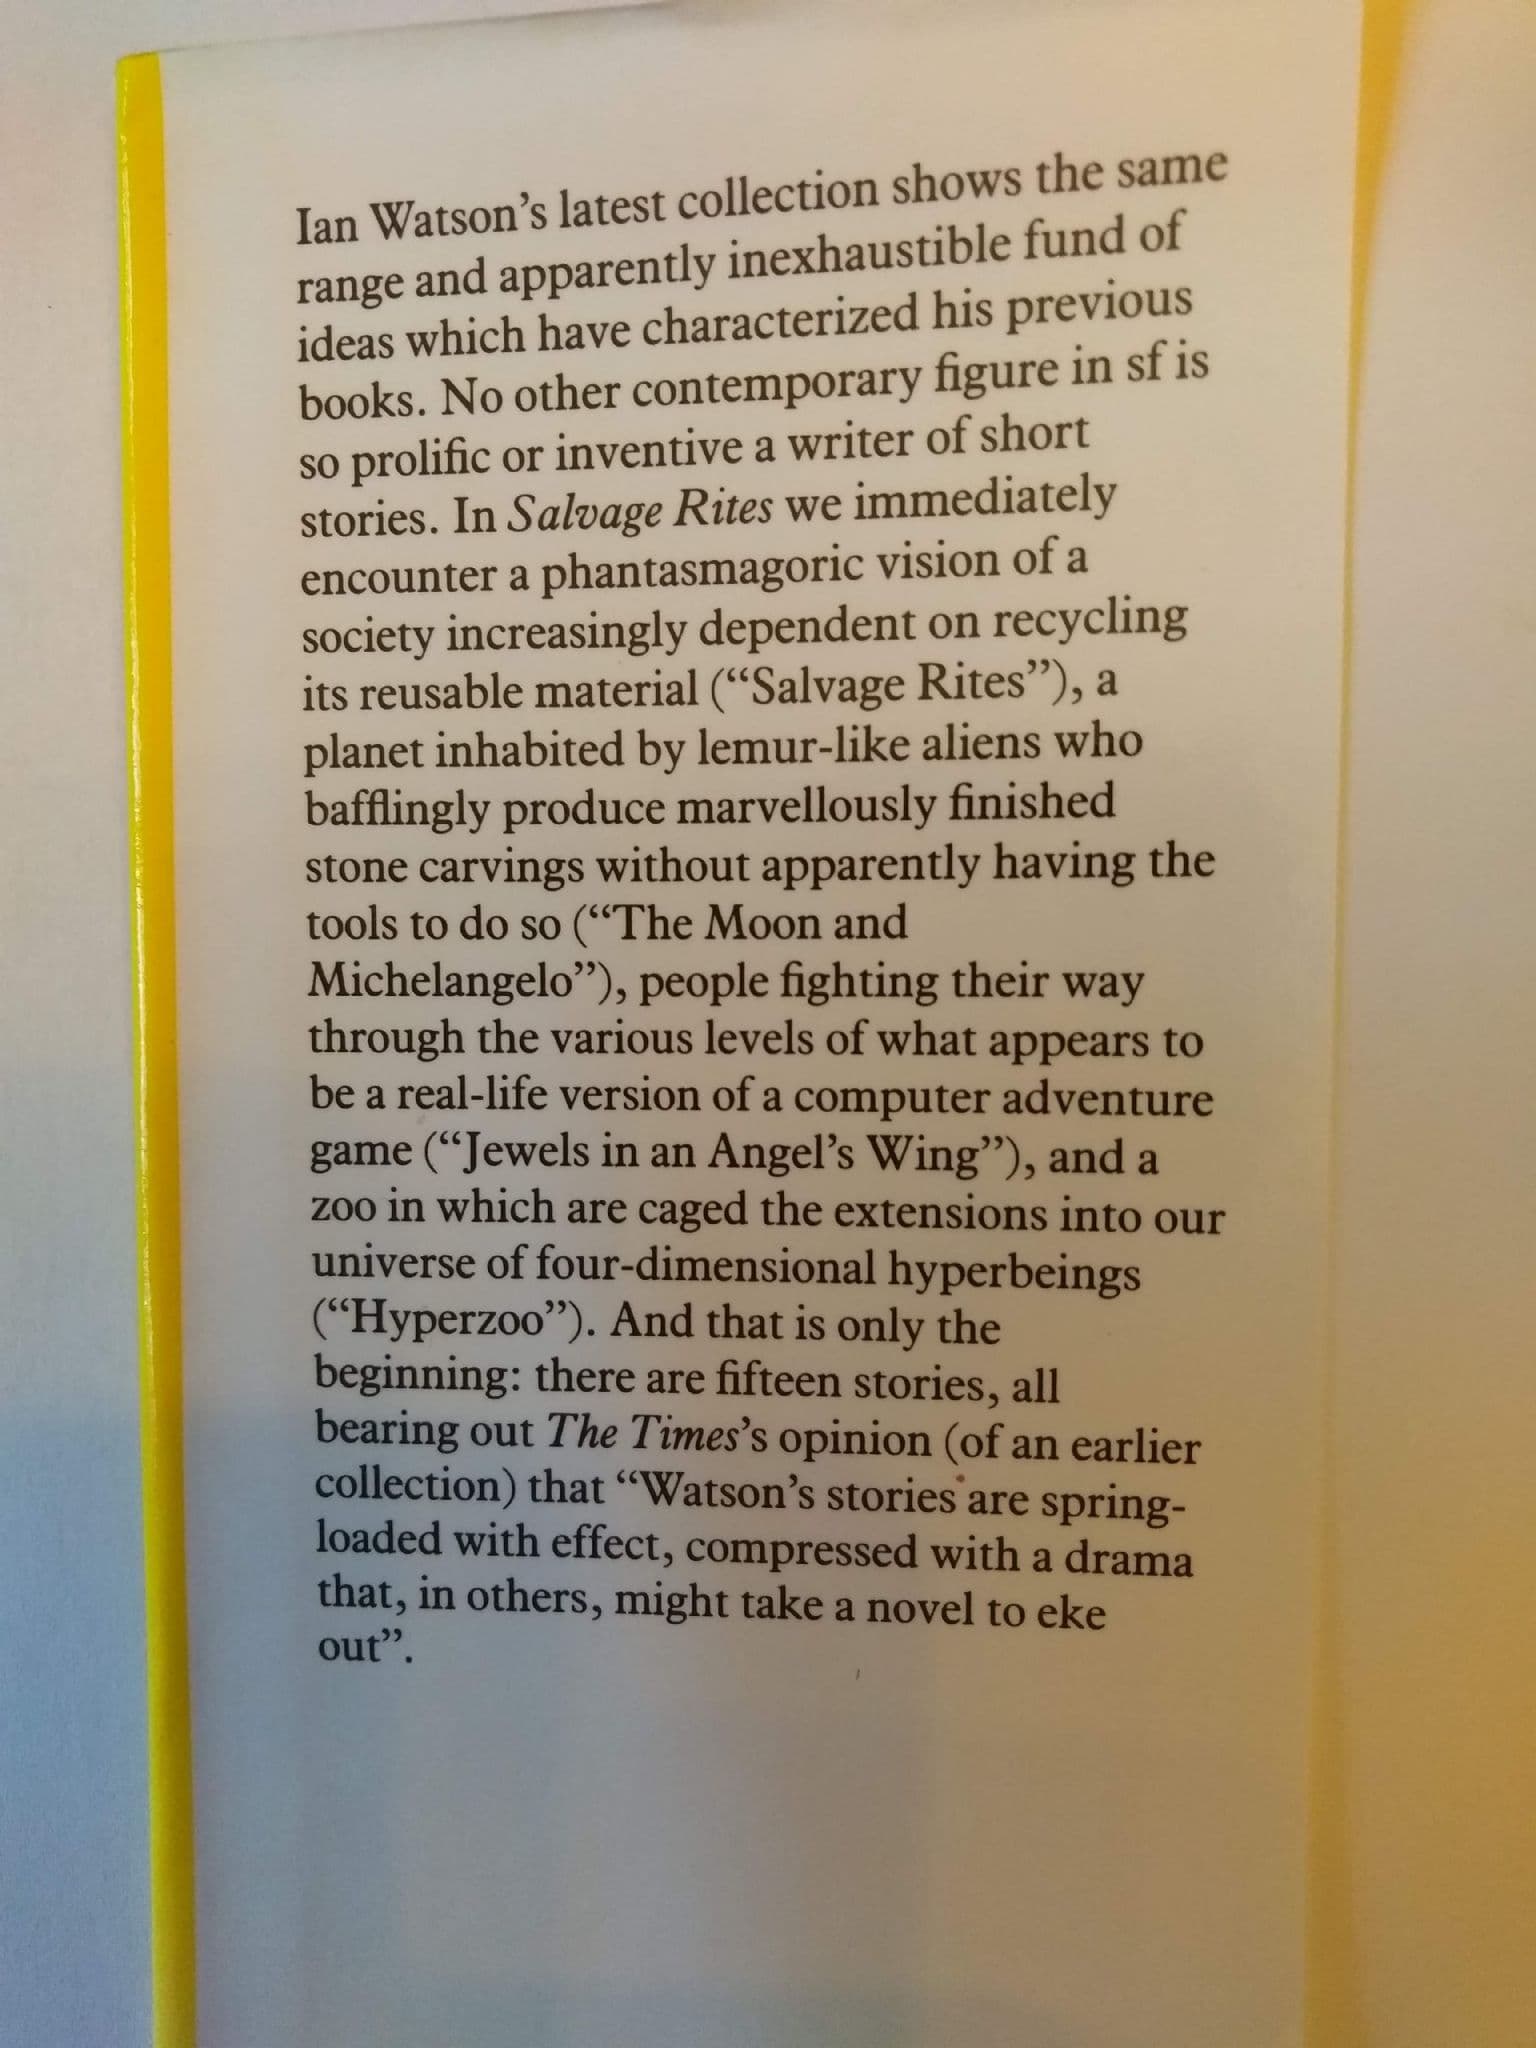 Ian Watson’s latest collection shows the same
range and apparently inexhaustible fund of
ideas which have characterized his previous
books. No other contemporary figure in sf is
so prolific or inventive a writer of short
stories. In Salvage Rites we immediately
encounter a phantasmagoric vision of a
society increasingly dependent on recycling
its reusable material (“Salvage Rites”), a
planet inhabited by lemur-like aliens who
bafflingly produce marvellously finished
stone carvings without apparently having the
tools to do so (“The Moon and
Michelangelo”), people fighting their way
through the various levels of what appears to
be a real-life version of a computer adventure
game (“Jewels in an Angel’s Wing”), and a
zoo in which are caged the extensions into our
universe of four-dimensional hyperbeings
(“Hyperzoo”). And that is only the
beginning: there are fifteen stories, all
bearing out The Times’s opinion (of an earlier
collection) that “Watson’s stories are spring-
loaded with effect, compressed with a drama
that, in others, might take a novel to eke
out”.